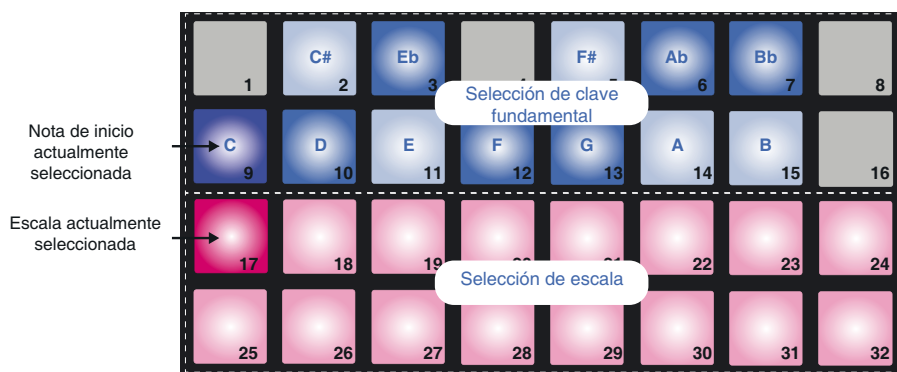 C# Eb F# Ab Bb
1 2 3 6 7 8
Selección de clave
fundamental
Nota de inicio
actualmente
seleccionada
C D E F G A B
9 10 11 12 13 14 15 16
Escala actualmente
seleccionada
17 18 19 22 23 24
Selección de escala
25 26 27 28 29 30 31 32